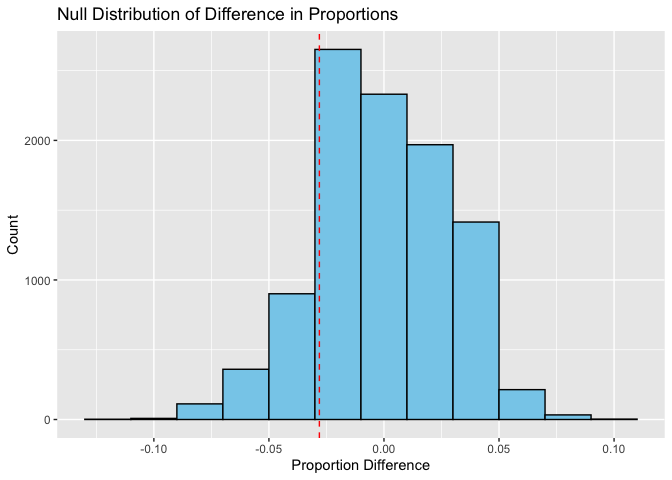 Null Distribution of Difference in Proportions
Count
2000
1000
0
-0.10
-0.05
0.00
0.05
0.10
Proportion Difference